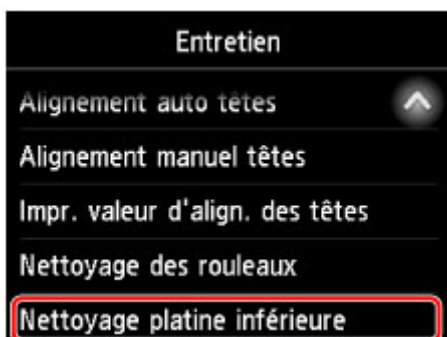 Entretien
Alignement auto têtes
Alignement manuel têtes
Impr. valeur d'align. des têtes
Nettoyage des rouleaux
Nettoyage platine inférieure